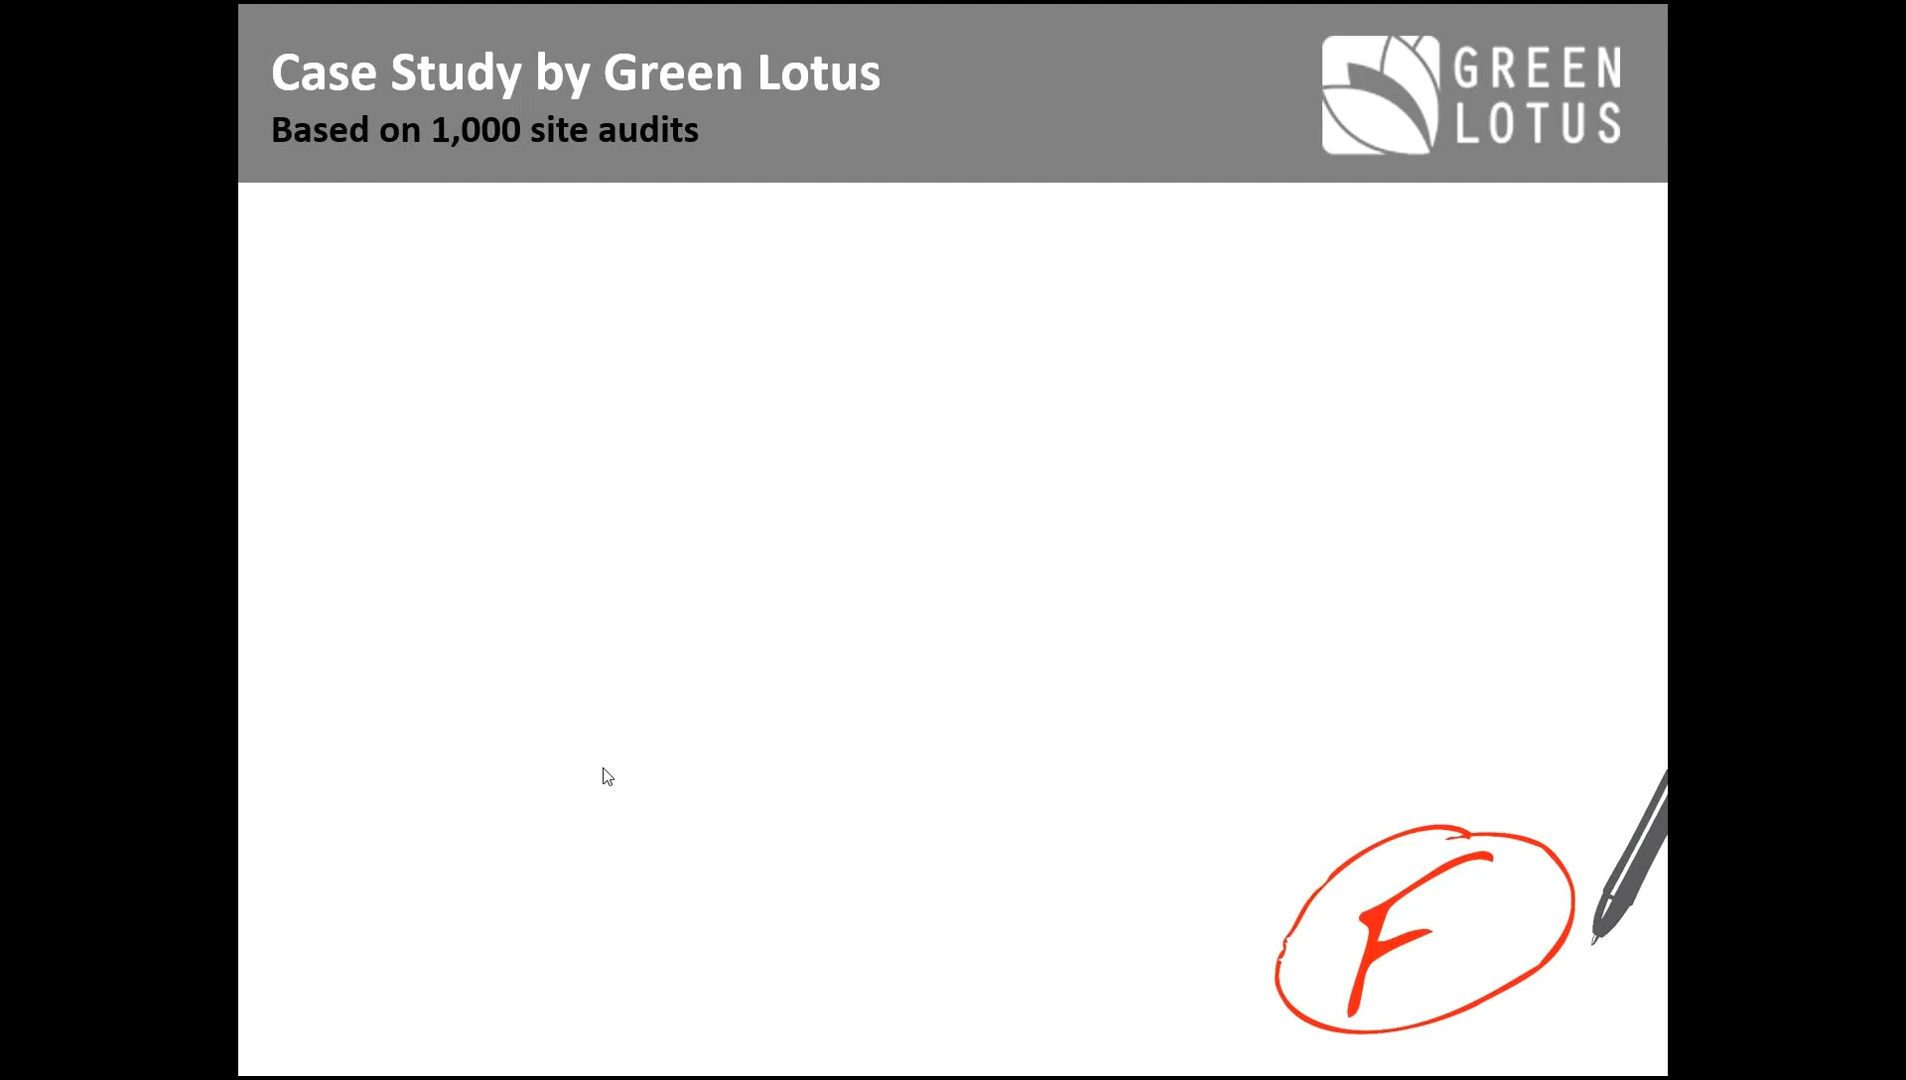 Case Study by Green Lotus
Based on 1,000 site audits
GREEN
LOTUS
F